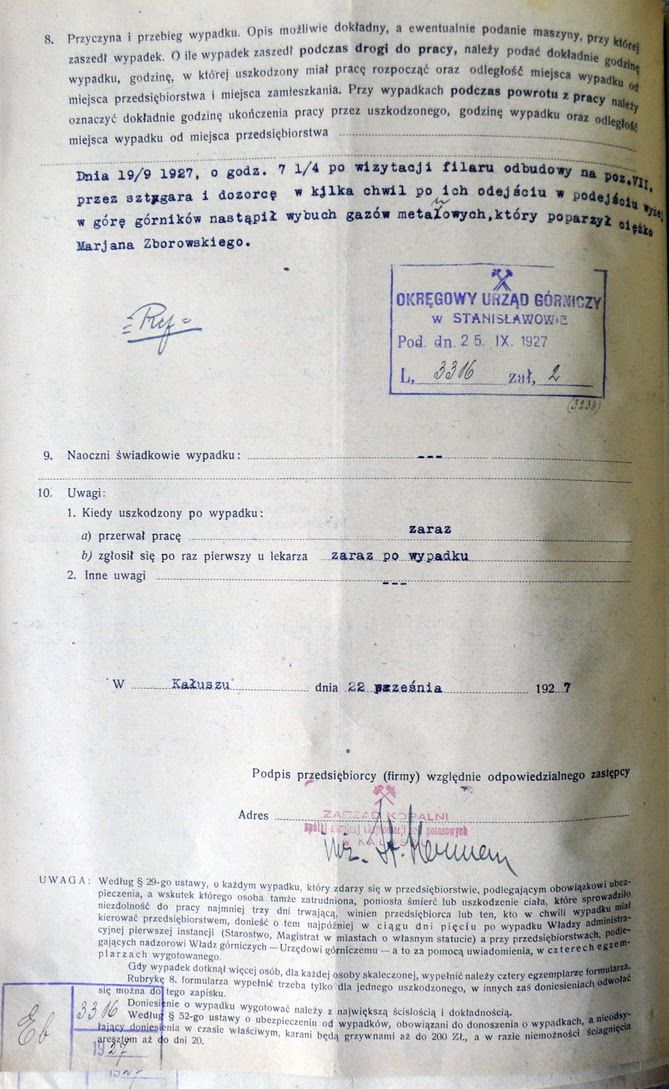 8. Przyczyna i przebieg wypadku. Opis możliwie dokładny, a ewentualnie podanie maszyny, przy której
zaszedł wypadek. O ile wypadek zaszedł podczas drogi do pracy, należy podać dokładnie godzinę
wypadku, godzinę, w której uszkodzony miał pracę rozpocząć oraz odległość miejsca wypadku od
miejsca przedsiębiorstwa i miejsca zamieszkania. Przy wypadkach podczas powrotu z pracy należy
oznaczyć dokładnie godzinę ukończenia pracy przez uszkodzonego, godzinę wypadku oraz odległość
miejsca wypadku od miejsca przedsiębiorstwa
Dnia 19/9 1927, o godz. 7 1/4 po wizytacji filaru odbudowy na poz.VII.
przez sztygara i dozorcę w kjlka chwil po ich odejściu w podejściu wyżej
w górę górników nastąpił wybuch gazów metanowych, który poparzył ciężko
Marjana Zborowskiego.
OKRĘGOWY URZĄD GÓRNICZY
W STANISŁAWOWIE
Pod. dn. 25. IX. 1927
L, 3316 zał, 2
(3238)
9. Naoczni świadkowie wypadku: ---
10. Uwagi:
1. Kiedy uszkodzony po wypadku:
a) przerwał pracę zaraz
b) zgłosił się po raz pierwszy u lekarza zaraz po wypadku
2. Inne uwagi ---
W Kałuszu dnia 22 września 1927
Podpis przedsiębiorcy (firmy) względnie odpowiedzialnego zastępcy
Adres
ZARZĄD KOPALNI
potasowych
W KAŁUSZU
inż.
UWAGA: Według § 29-go ustawy, o każdym wypadku, który zdarzy się w przedsiębiorstwie, podlegającym obowiązkowi ubez-
pieczenia, a wskutek którego osoba tamże zatrudniona, poniosła śmierć lub uszkodzenie ciała, które sprowadziło
niezdolność do pracy najmniej trzy dni trwającą, winien przedsiębiorca lub ten, kto w chwili wypadku miał
kierować przedsiębiorstwem, donieść o tem najpóźniej w ciągu dni pięciu po wypadku Władzy administra-
cyjnej pierwszej instancji (Starostwo, Magistrat w miastach o własnym statucie) a przy przedsiębiorstwach, podle-
gających nadzorowi Władz górniczych — Urzędowi górniczemu — a to za pomocą uwiadomienia, w czterech egzem-
plarzach wygotowanego.
Gdy wypadek dotknął więcej osób, dla każdej osoby skaleczonej, wypełnić należy cztery egzemplarze formularza.
Rubrykę 8. formularza wypełnić trzeba tylko dla jednego uszkodzonego, w innych zaś doniesieniach odwołać
się można do tego zapisku.
Doniesienie o wypadku wygotować należy z największą ścisłością i dokładnością.
Według § 52-go ustawy o ubezpieczeniu od wypadków, obowiązani do donoszenia o wypadkach, a nieodsy-
łający doniesienia w czasie właściwym, karani będą grzywnami aż do 200 Zł., a w razie niemożności ściągnięcia
aresztem aż do dni 20.
3316
1927